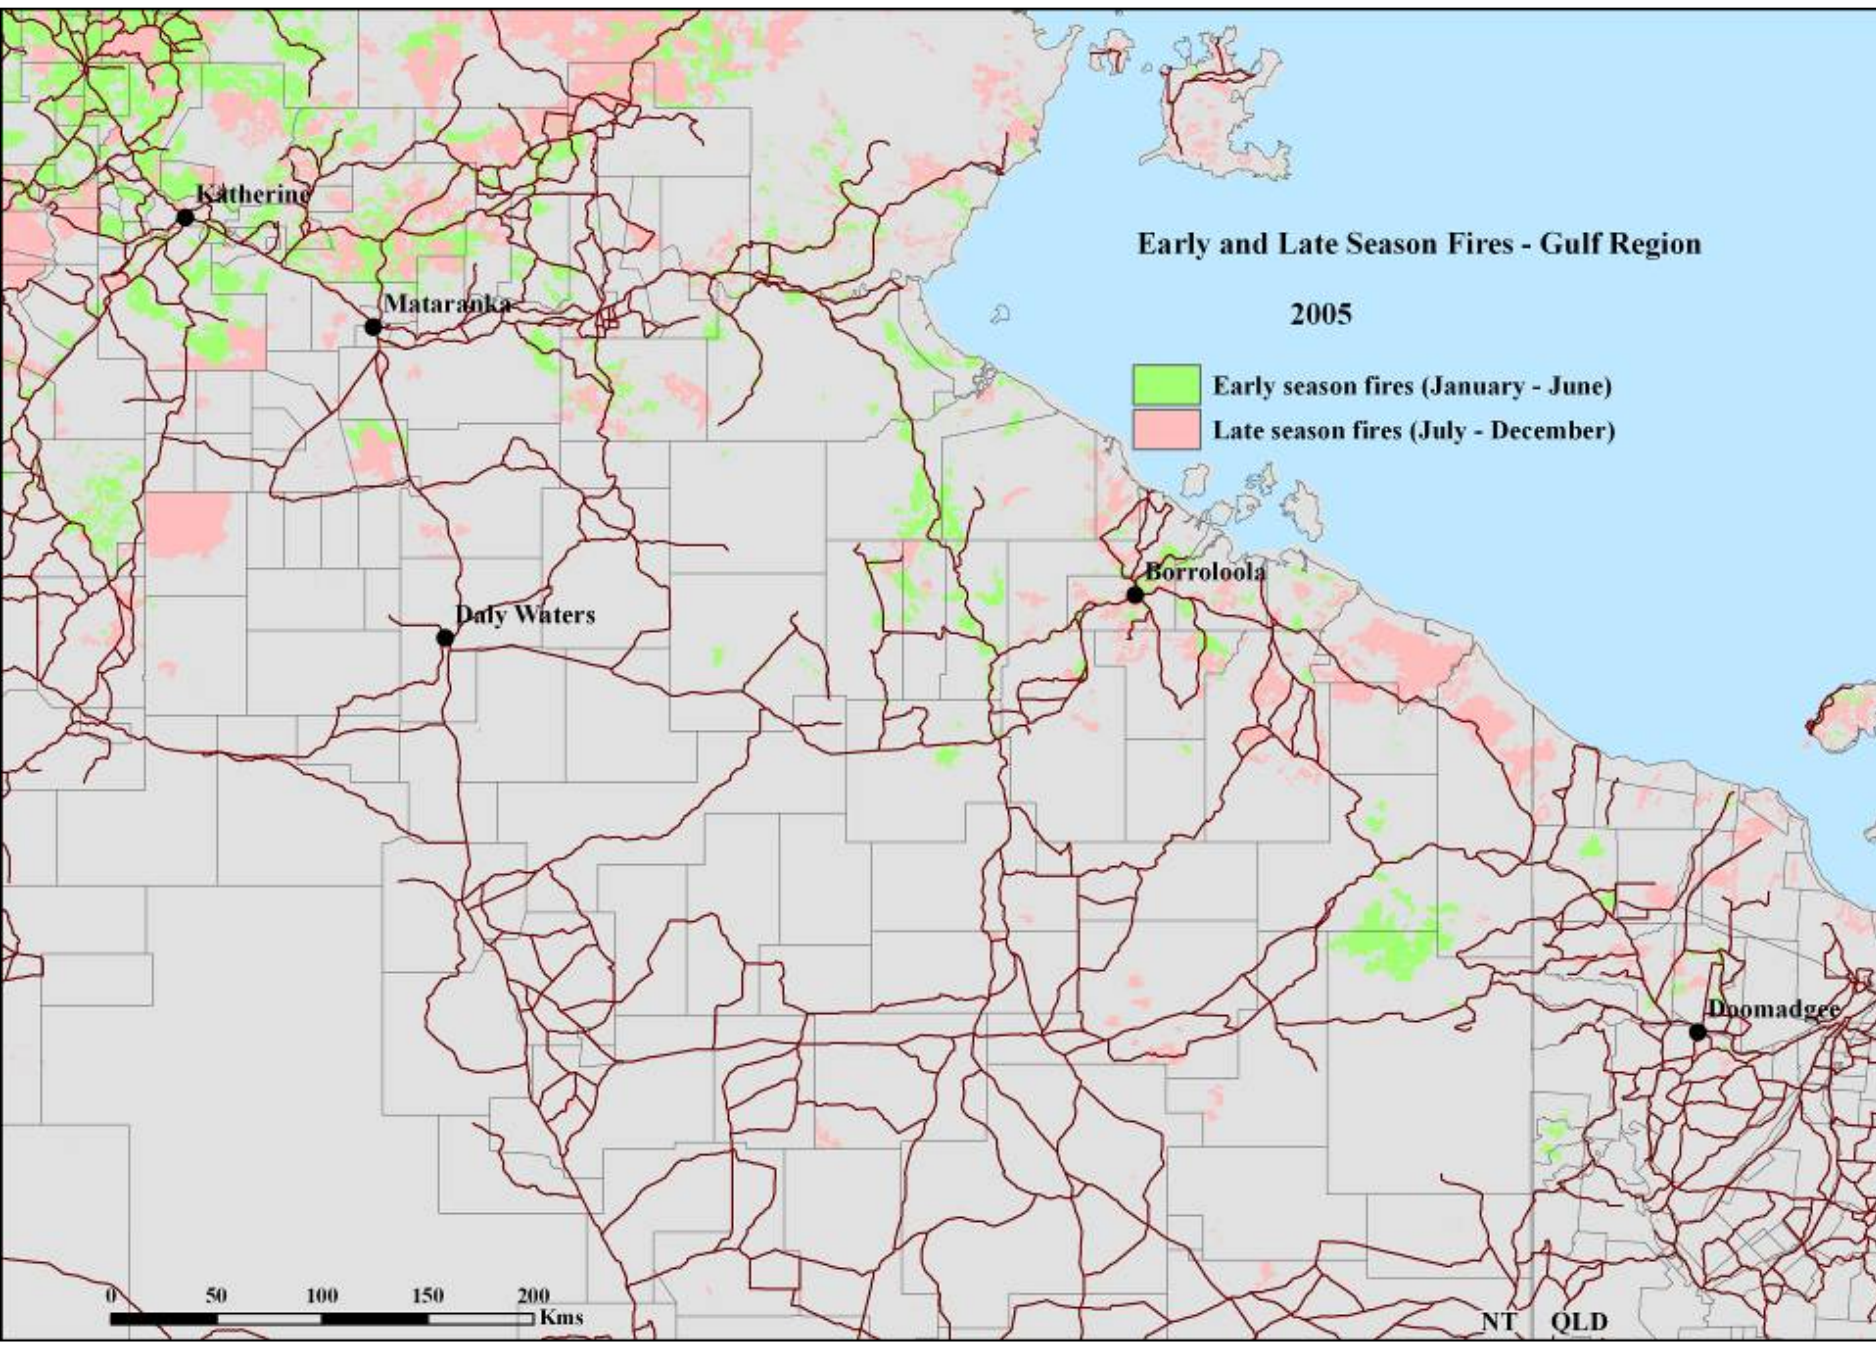 Katherine
Early and Late Season Fires - Gulf Region
Mataranka
2005
Early season fires (January - June)
Late season fires (July - December)
Borroloola
Daly Waters
Doomadgee
0 50 100 150 200
Kms
NT QLD